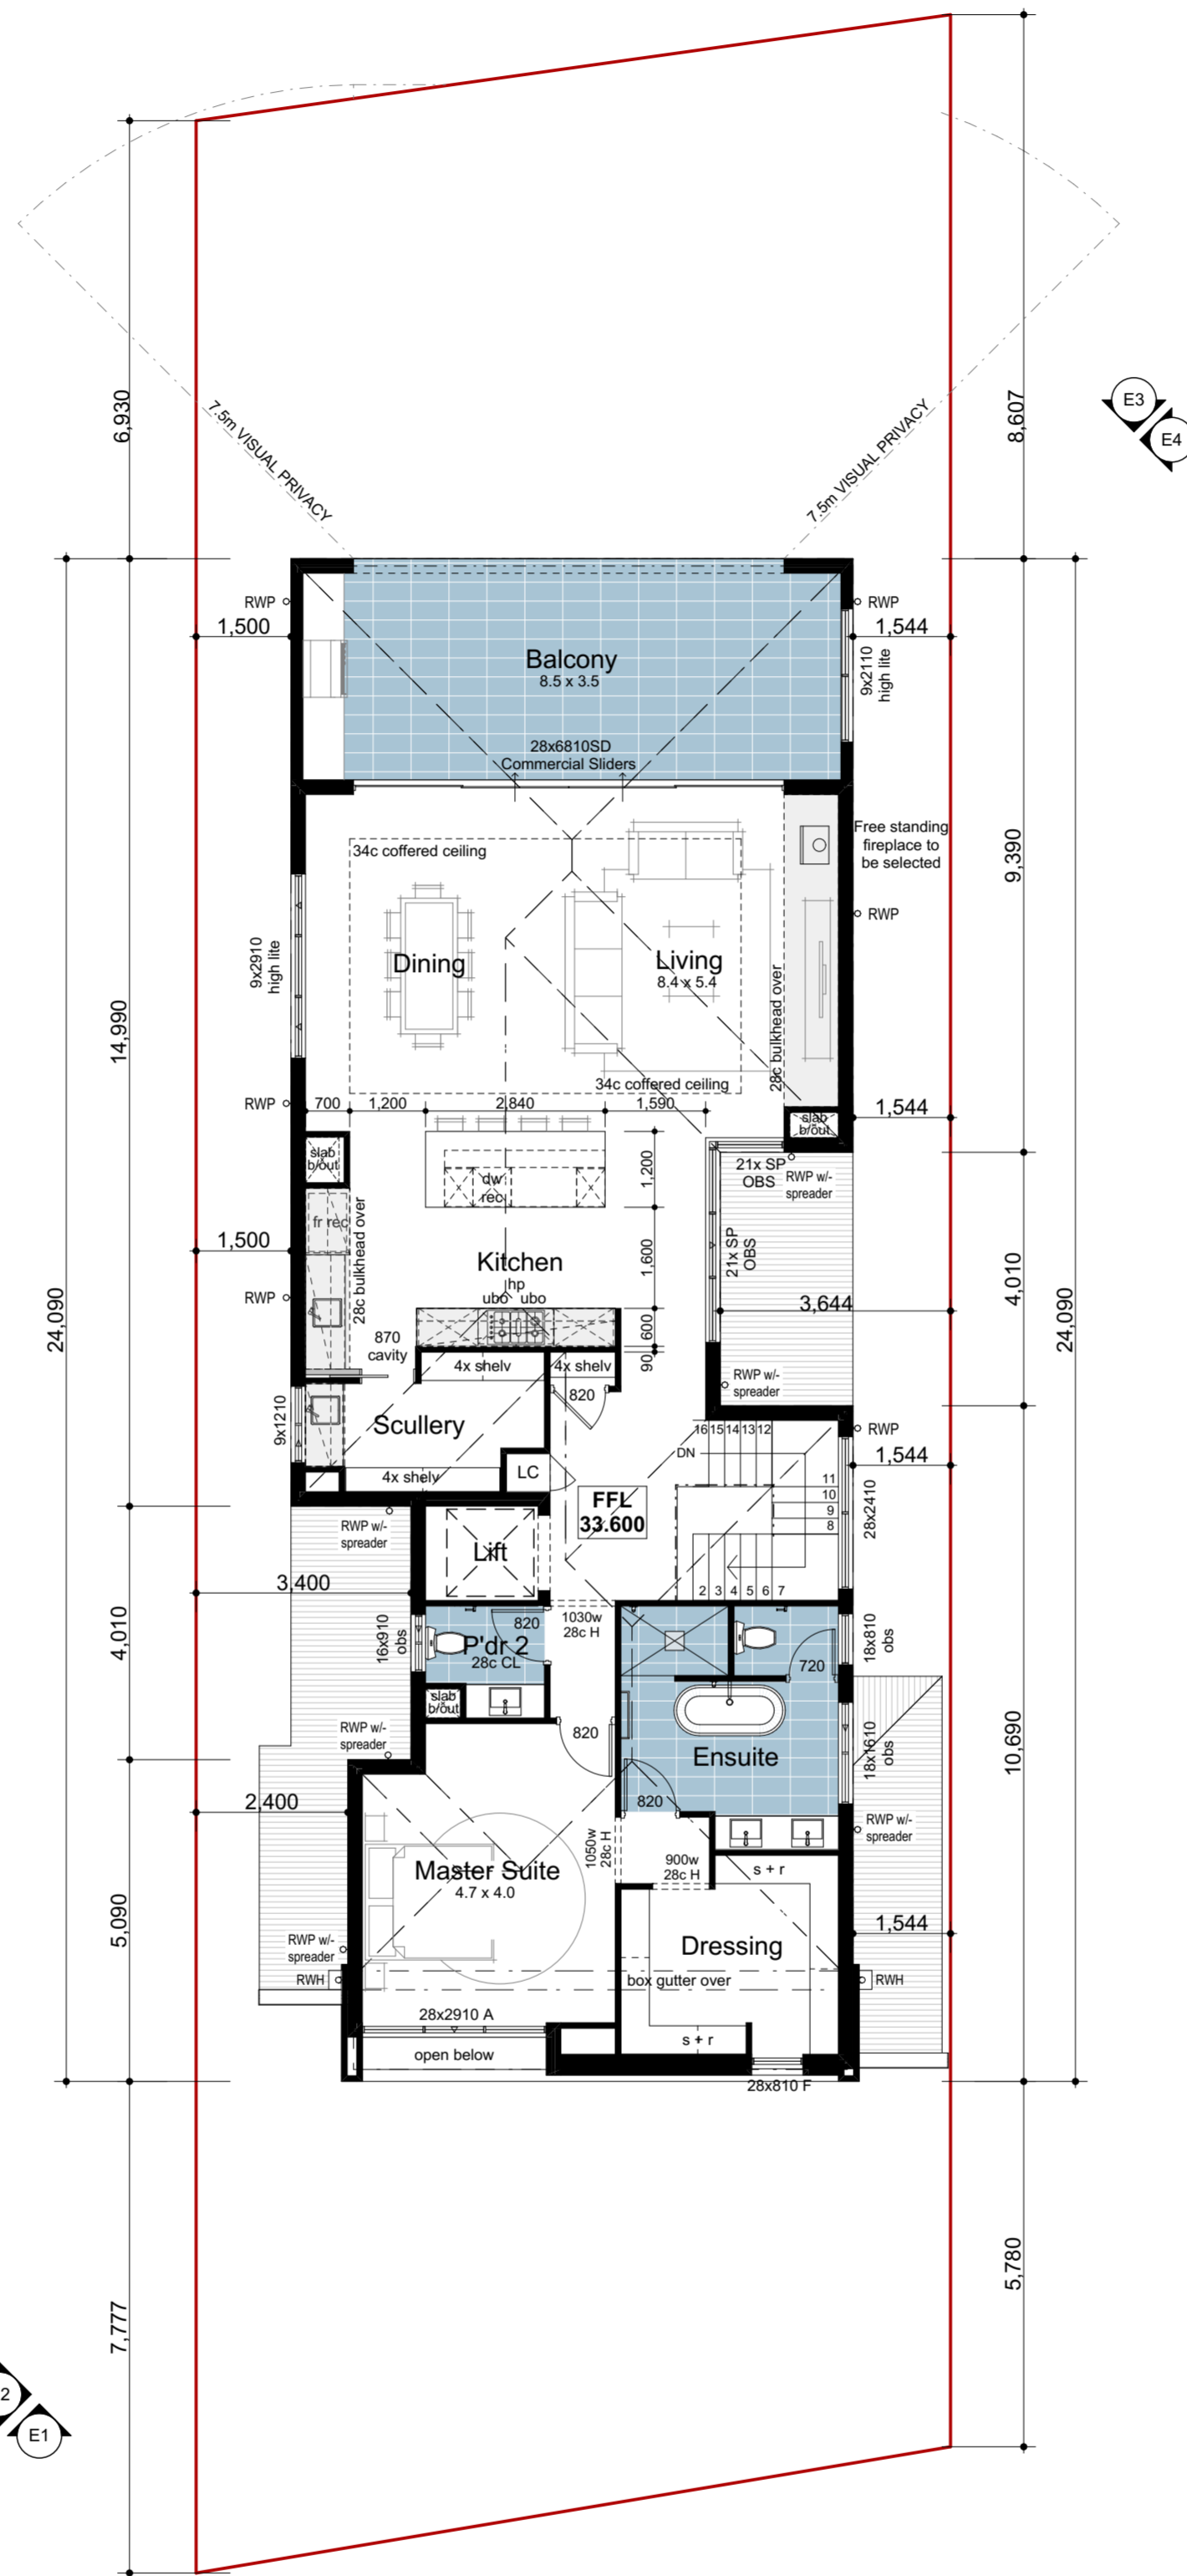 6,930
8,607
7.5m VISUAL PRIVACY
7.5m VISUAL PRIVACY
E3
E4
RWP
RWP
1,500
1,544
Balcony
8.5 x 3.5
9x2110
high lite
28x6810SD
Commercial Sliders
34c coffered ceiling
Free standing
fireplace to
be selected
9,390
RWP
9x2910
high lite
Dining
Living
8.4 x 5.4
28c bulkhead over
14,990
34c coffered ceiling
RWP
700
1,200
2,840
1,590
1,544
slab
b/out
slab
b/out
dw
rec
1,200
21x SP
OBS
RWP w/-
spreader
fr rec
28c bulkhead over
1,500
Kitchen
1,600
21x SP
OBS
4,010
hp
ubo
ubo
RWP
3,644
24,090
24,090
870
cavity
600
90
4x shelv
4x shelv
820
RWP w/-
spreader
9x1210
Scullery
16 15 14 13 12
DN
RWP
1,544
4x shelv
LC
11
10
9
8
28x2410
FFL
33.600
RWP w/-
spreader
Lift
3,400
2 3 4 5 6 7
4,010
16x910
obs
820
1030w
28c H
P'dr 2
28c CL
720
18x810
obs
slab
b/out
RWP w/-
spreader
820
Ensuite
18x1610
obs
10,690
2,400
820
RWP w/-
spreader
1050w
28c H
900w
28c H
Master Suite
4.7 x 4.0
s + r
5,090
1,544
RWP w/-
spreader
Dressing
RWH
box gutter over
RWH
28x2910 A
s + r
open below
28x810 F
5,780
7,777
2
E1